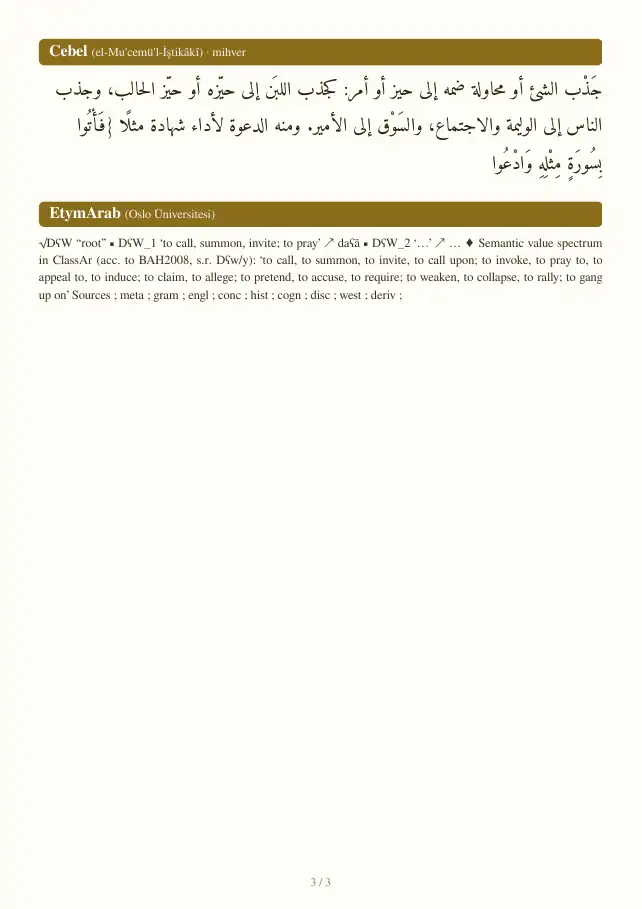 Cebel (el-Mu'cemü'l-İştikākī) · mihver
جَذْب الشئ أو محاولة ضمه إلى حيز أو أمر: كجذب اللبَن إلى حيّزه أو حيّز الحالب، وجذب
الناس إلى الوليمة والاجتماع، والسَوْق إلى الأمير. ومنه الدعوة لأداء شهادة مثلًا {فَأْتُوا
بِسُورَةٍ مِثْلِهِ وَادْعُوا
EtymArab (Oslo Üniversitesi)
√DʕW “root” ▪ DʕW_1 ‘to call, summon, invite; to pray’ ↗ daʕā ▪ DʕW_2 ‘…’ ↗ … ♦ Semantic value spectrum
in ClassAr (acc. to BAH2008, s.r. Dʕw/y): ‘to call, to summon, to invite, to call upon; to invoke, to pray to, to
appeal to, to induce; to claim, to allege; to pretend, to accuse, to require; to weaken, to collapse, to rally; to gang
up on’ Sources ; meta ; gram ; engl ; conc ; hist ; cogn ; disc ; west ; deriv ;
3 / 3